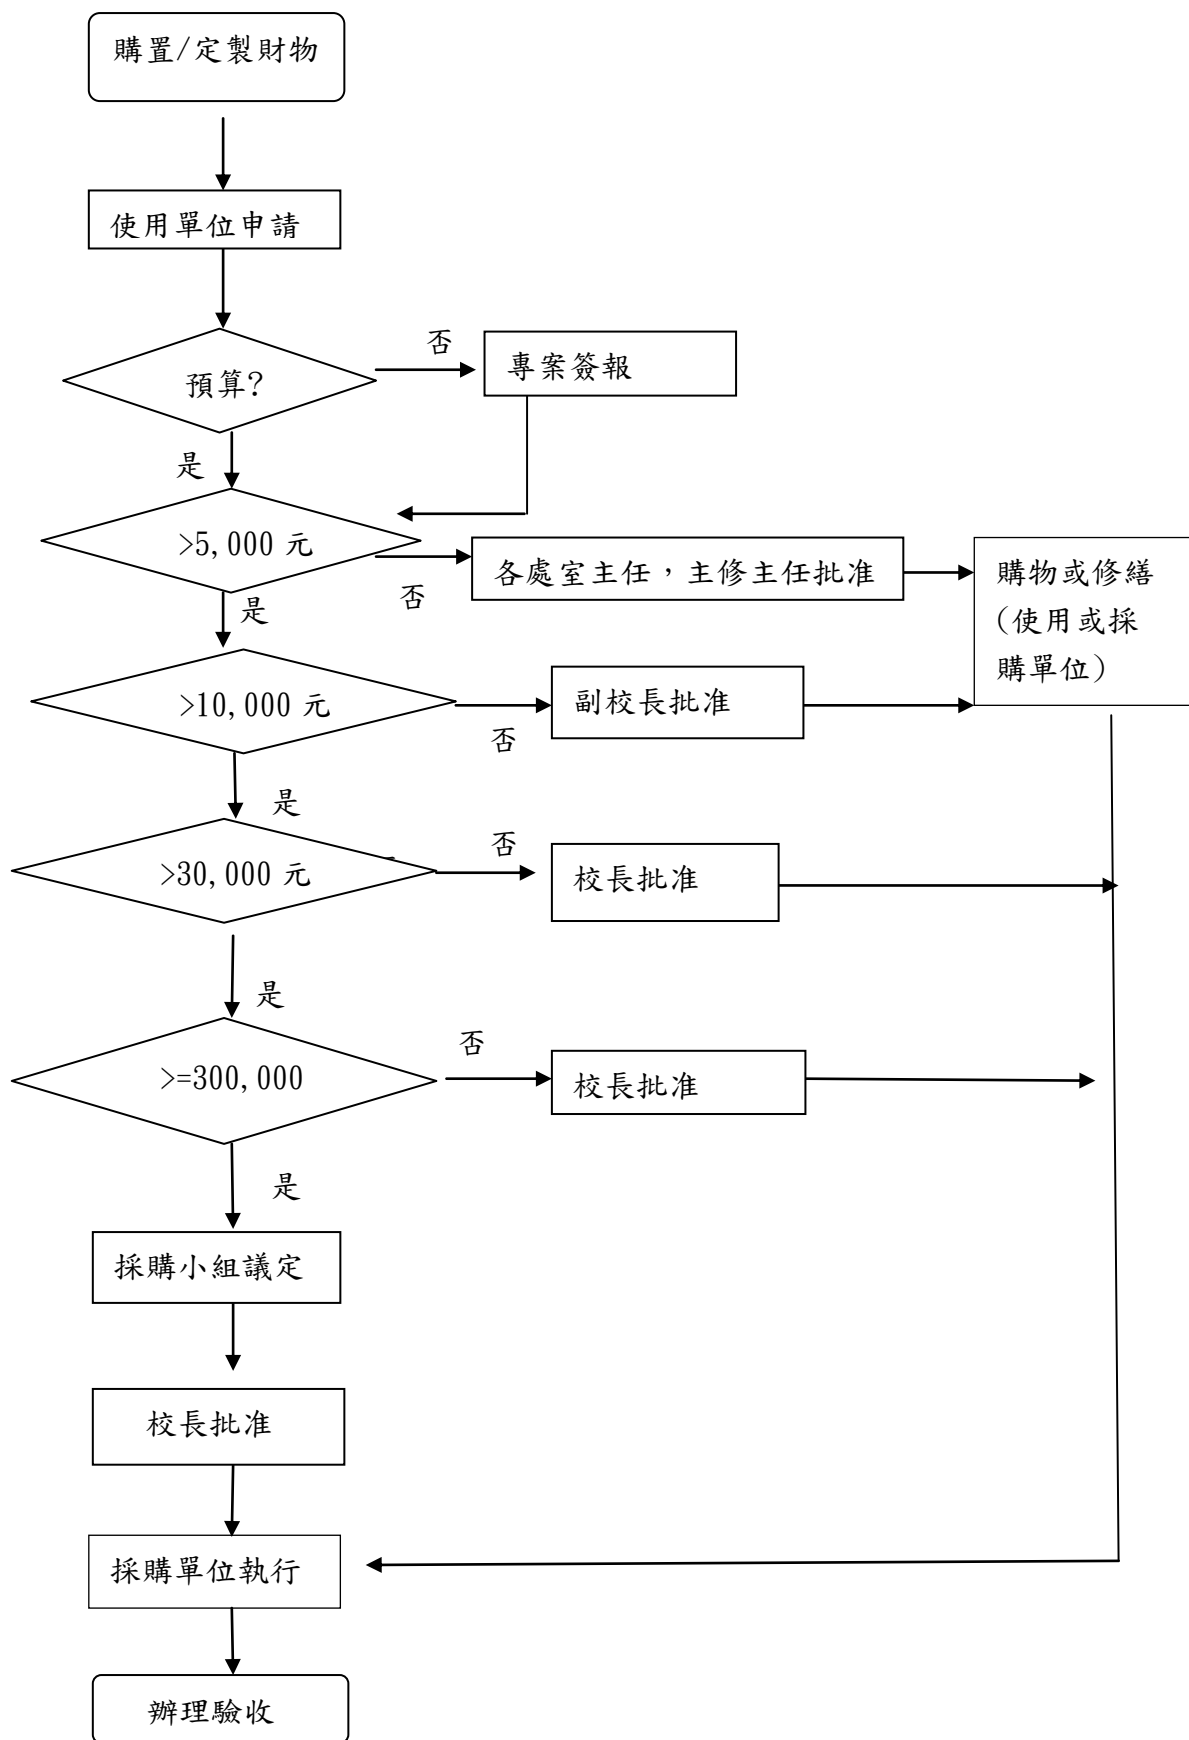 購置/定製財物
使用單位申請
否
預算?
專案簽報
是
>5,000 元
各處室主任，主修主任批准
購物或修繕
(使用或採
購單位)
否
是
>10,000 元
副校長批准
否
是
否
>30,000 元
校長批准
是
否
>=300,000
校長批准
是
採購小組議定
校長批准
採購單位執行
辦理驗收